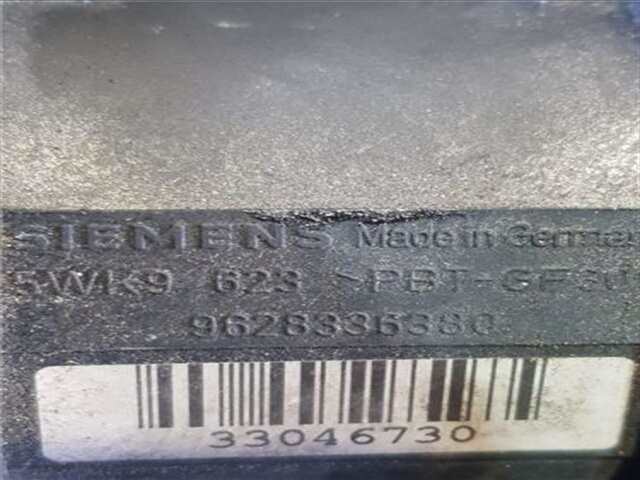 SIEMENS Made in Germany
5WK9 623 >PBT-GF30
9628336380
33046730